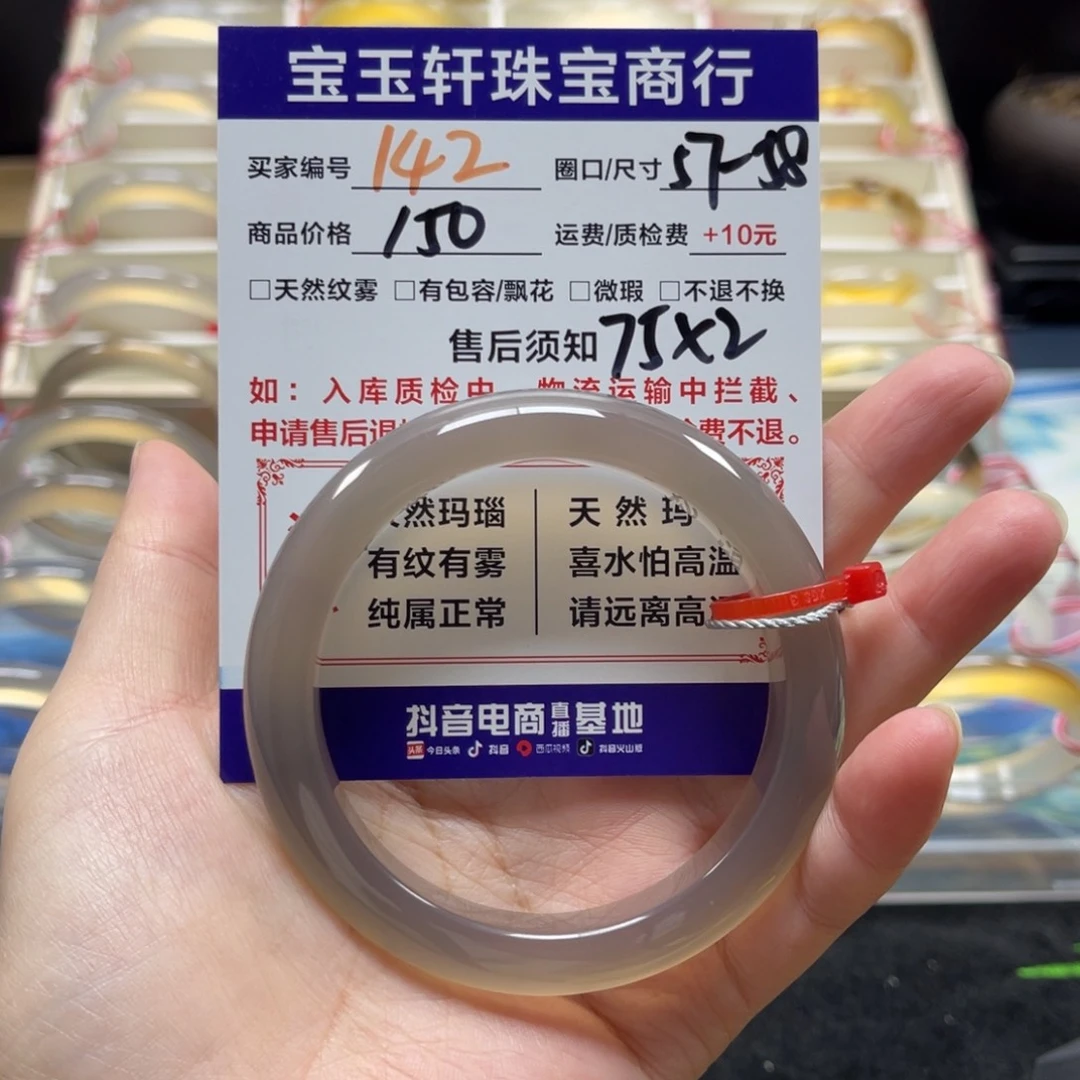 宝玉轩珠宝商行
买家编号 142 圈口/尺寸 57-58
商品价格 150 运费/质检费 +10元
□天然纹雾 □有包容/飘花 □微瑕 □不退不换
售后须知 75X2
如：入库质检中、物流运输中拦截、
申请售后退 费不退。
然玛瑙 天然玛
有纹有雾 喜水怕高温
纯属正常 请远离高温
抖音电商直播基地
头条 今日头条 抖音 西瓜视频 抖音火山版